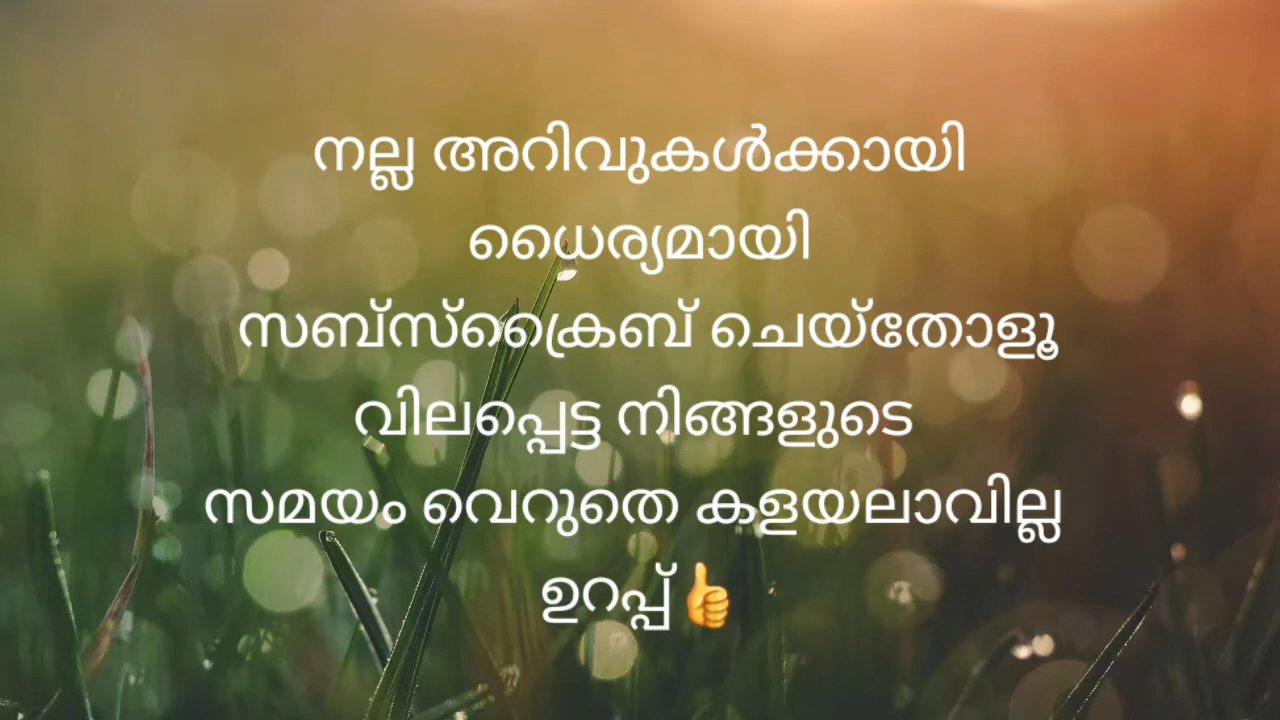 നല്ല അറിവുകൾക്കായി
ധൈര്യമായി
സബ്സ്ക്രൈബ് ചെയ്തോളൂ
വിലപ്പെട്ട നിങ്ങളുടെ
സമയം വെറുതെ കളയലാവില്ല
ഉറപ്പ് 👍